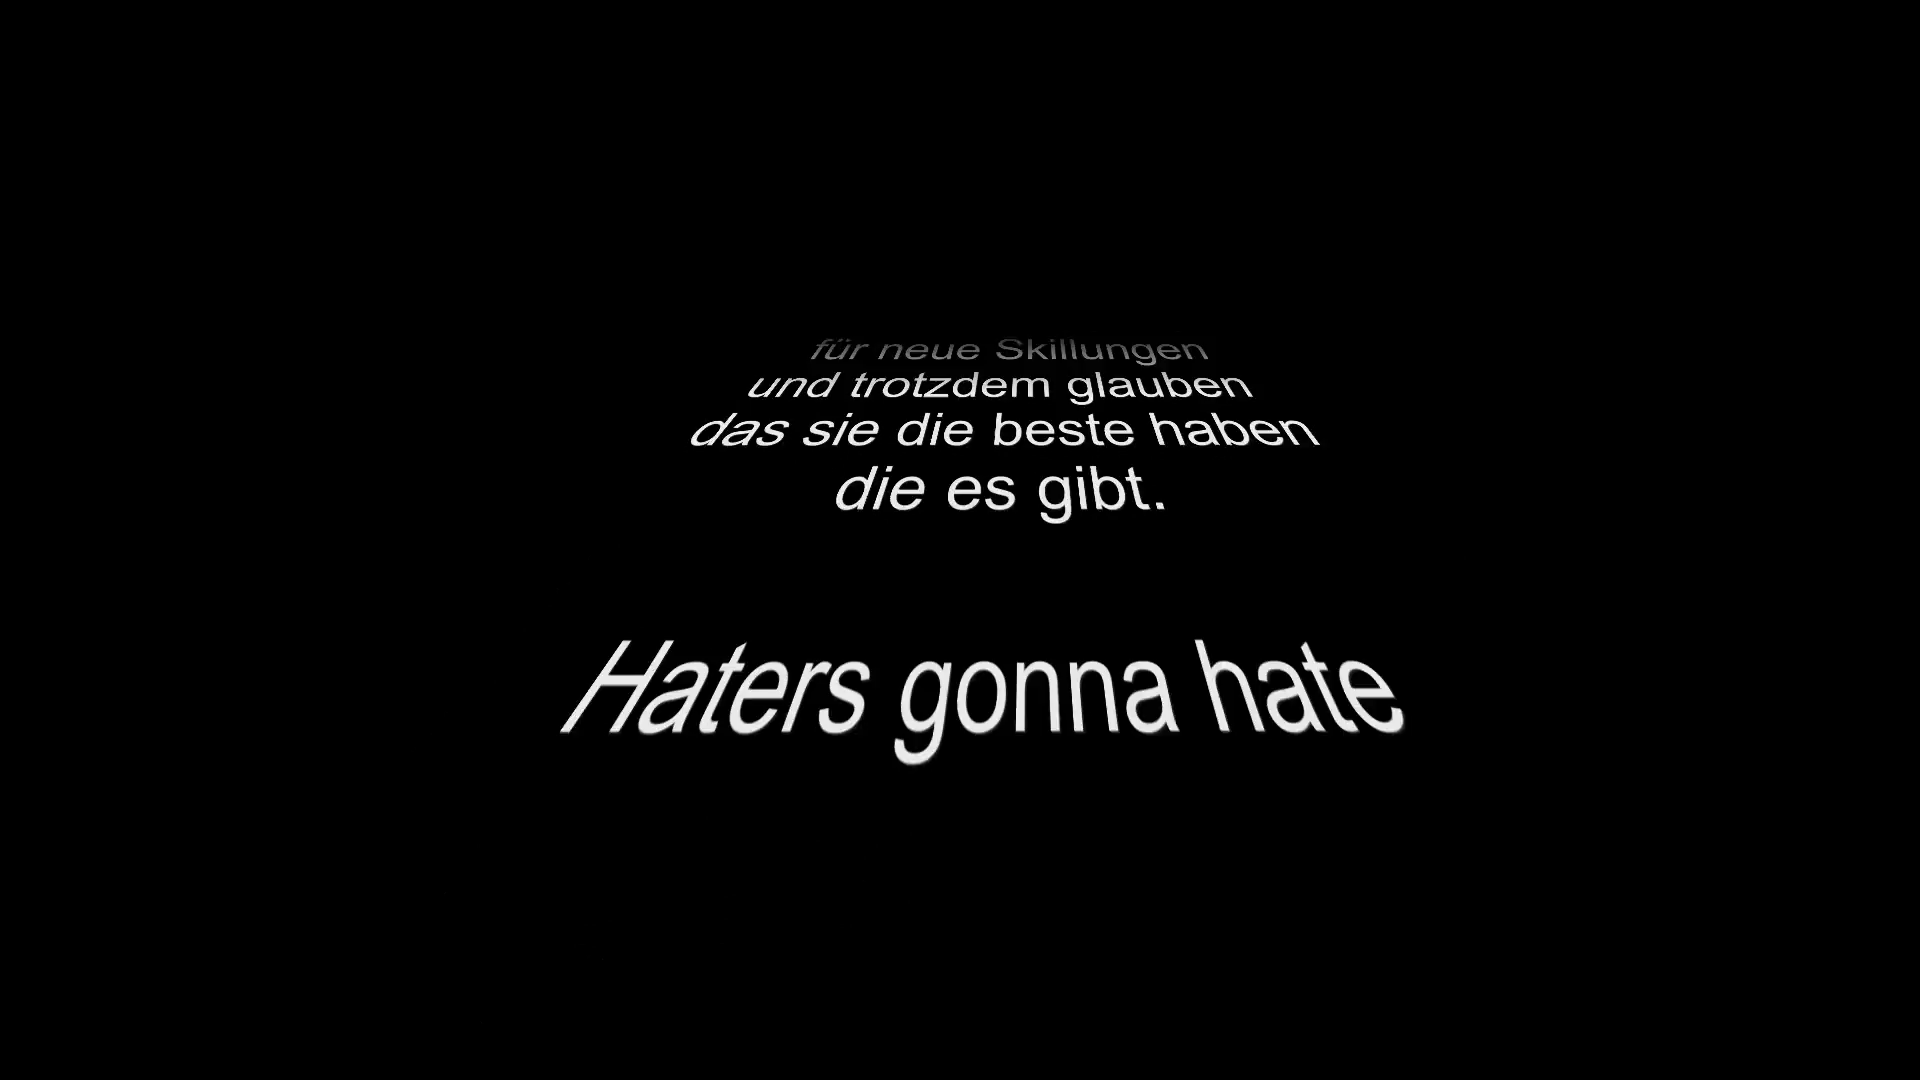 für neue Skillungen
und trotzdem glauben
das sie die beste haben
die es gibt.
Haters gonna hate